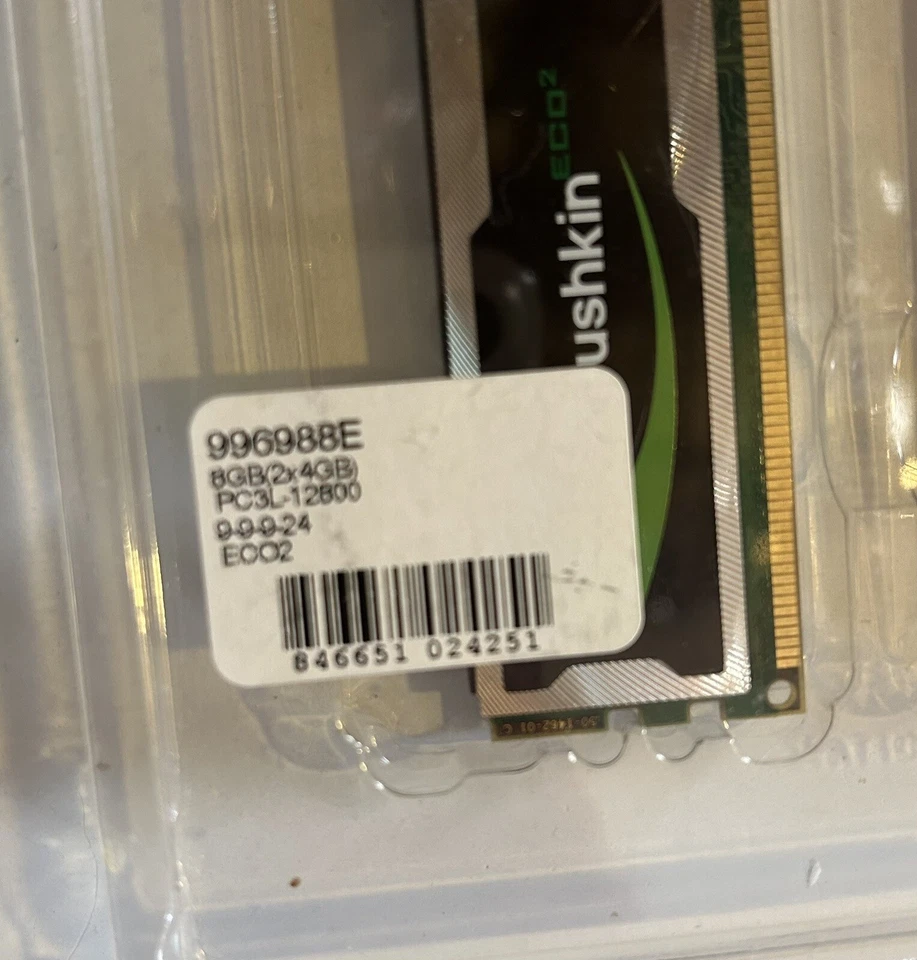 ECO²
ushkin
996988E
8GB(2x4GB)
PC3L-12800
9-9-9-24
ECO2
846651 024251